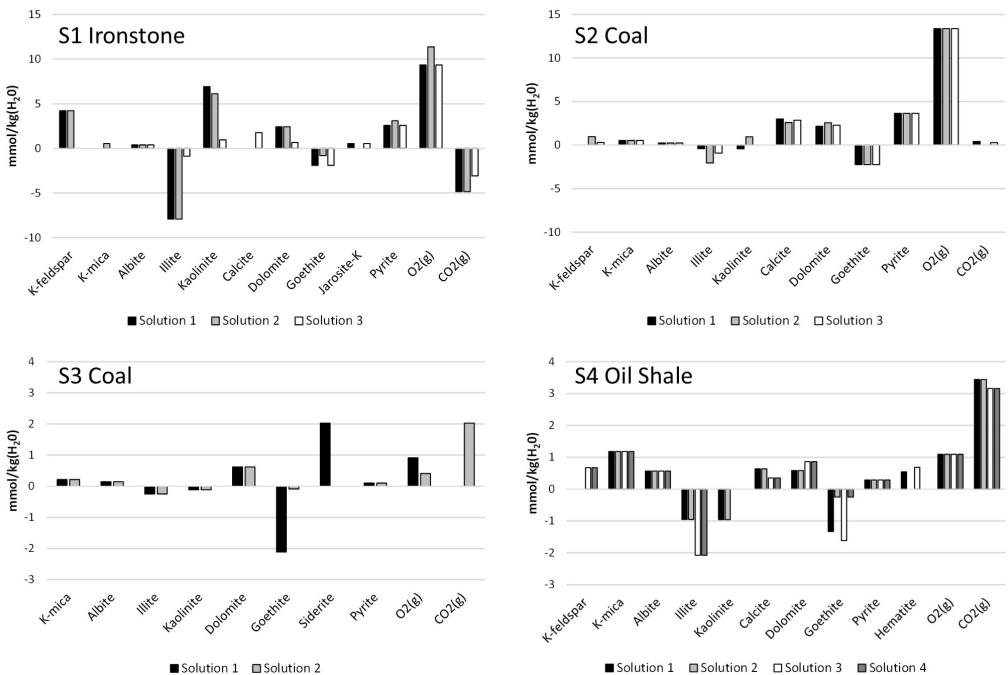 S1 Ironstone
mmol/kg(H20)
15
10
5
0
-5
-10
K-feldspar
K-mica
Albite
Illite
Kaolinite
Calcite
Dolomite
Goethite
Jarosite-K
Pyrite
O2(g)
CO2(g)
Solution 1 Solution 2 Solution 3
S2 Coal
mmol/kg(H20)
15
10
5
0
-5
-10
K-feldspar
K-mica
Albite
Illite
Kaolinite
Calcite
Dolomite
Goethite
Pyrite
O2(g)
CO2(g)
Solution 1 Solution 2 Solution 3
S3 Coal
mmol/kg(H20)
4
3
2
1
0
-1
-2
-3
K-mica
Albite
Illite
Kaolinite
Dolomite
Goethite
Siderite
Pyrite
O2(g)
CO2(g)
Solution 1 Solution 2
S4 Oil Shale
mmol/kg(H20)
4
3
2
1
0
-1
-2
-3
K-feldspar
K-mica
Albite
Illite
Kaolinite
Calcite
Dolomite
Goethite
Pyrite
Hematite
O2(g)
CO2(g)
Solution 1 Solution 2 Solution 3 Solution 4